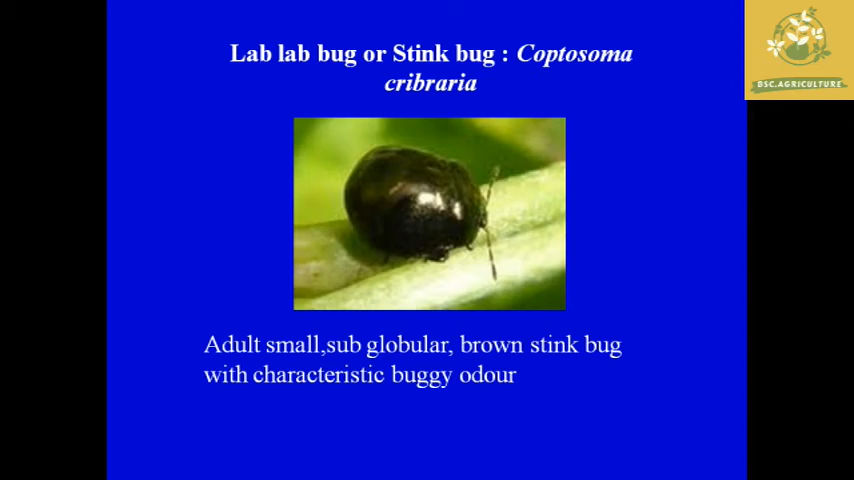 Lab lab bug or Stink bug : Coptosoma
cribraria
BSC.AGRICULTURE
Adult small,sub globular, brown stink bug
with characteristic buggy odour